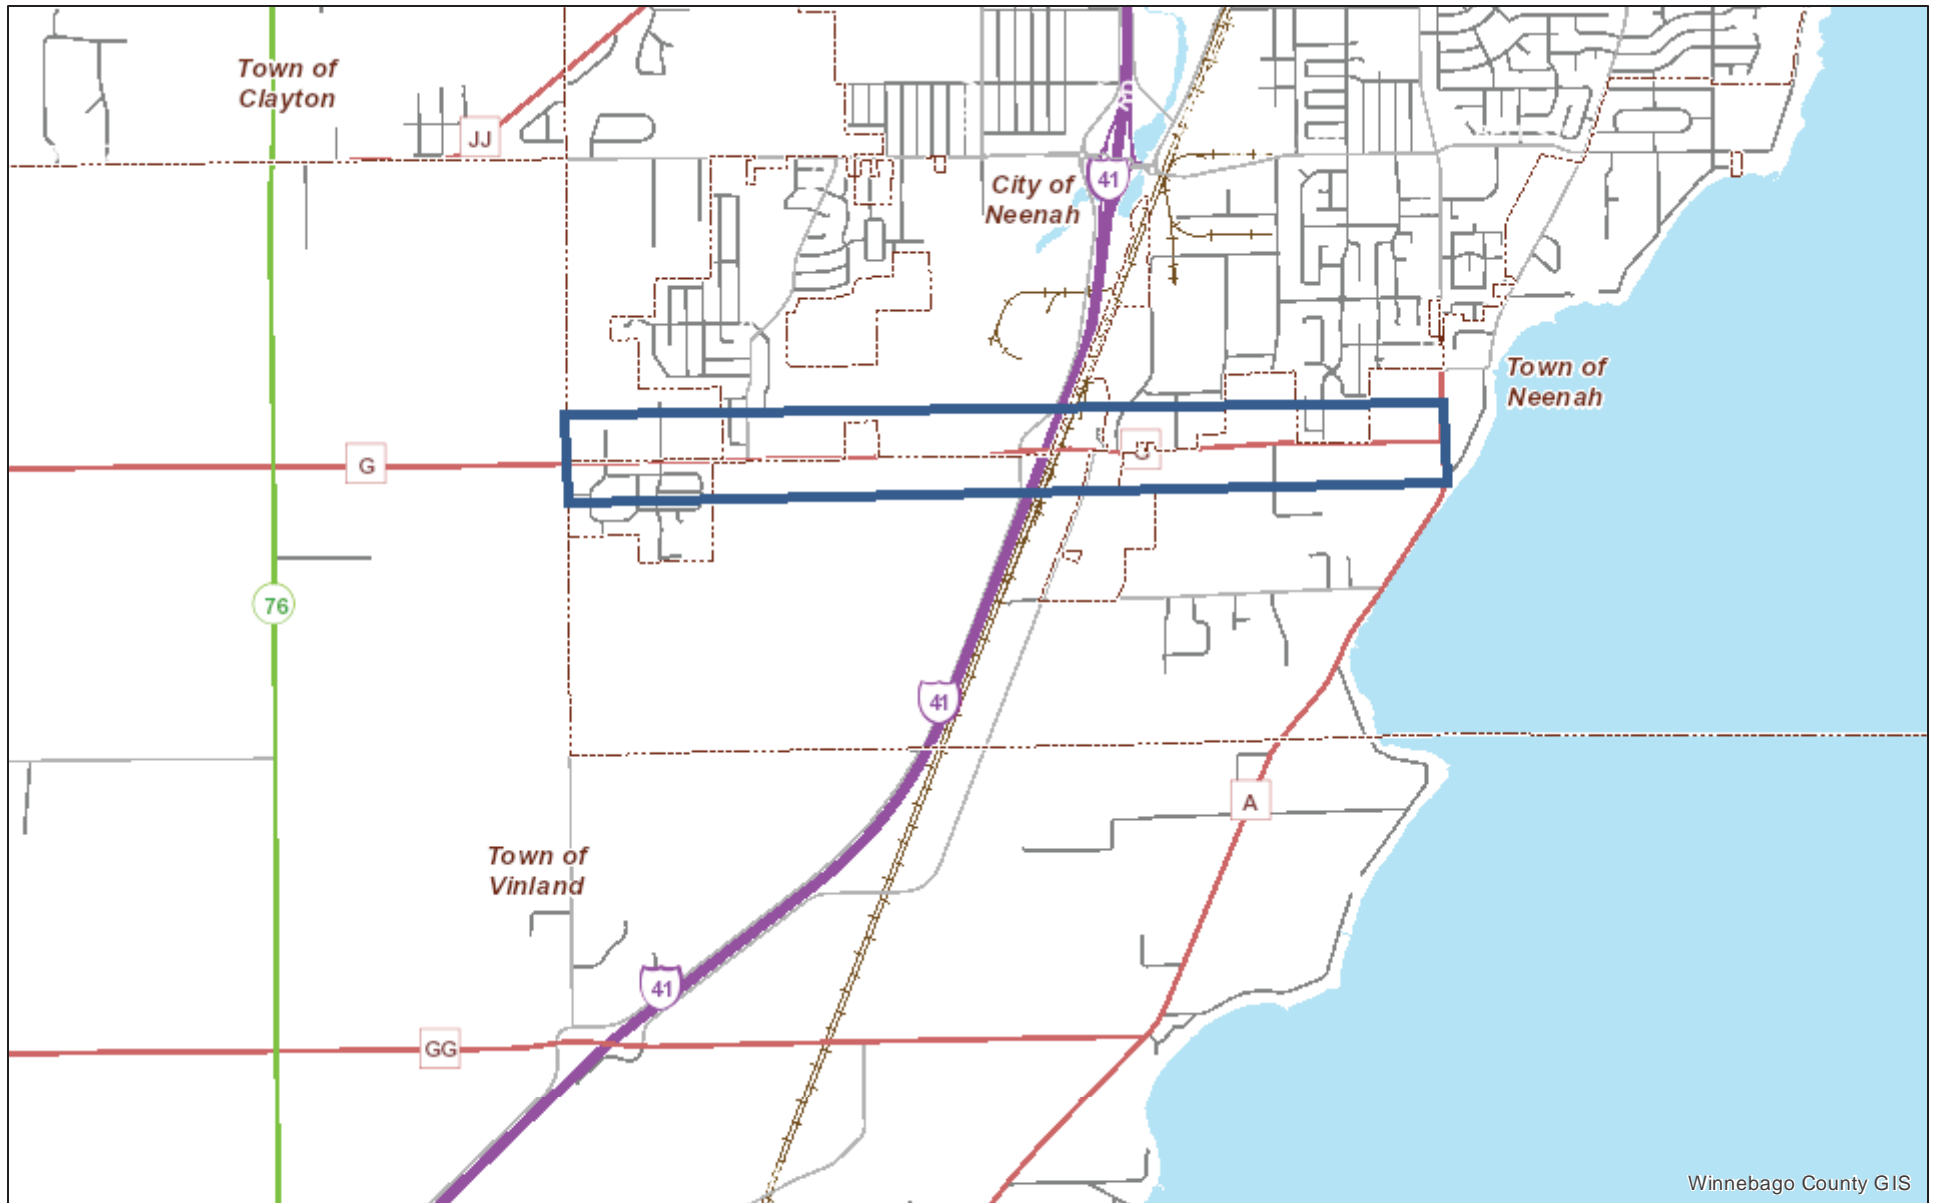 Town of
Clayton
JJ
City of
Neenah
41
Town of
Neenah
G
G
76
41
A
Town of
Vinland
41
GG
Winnebago County GIS